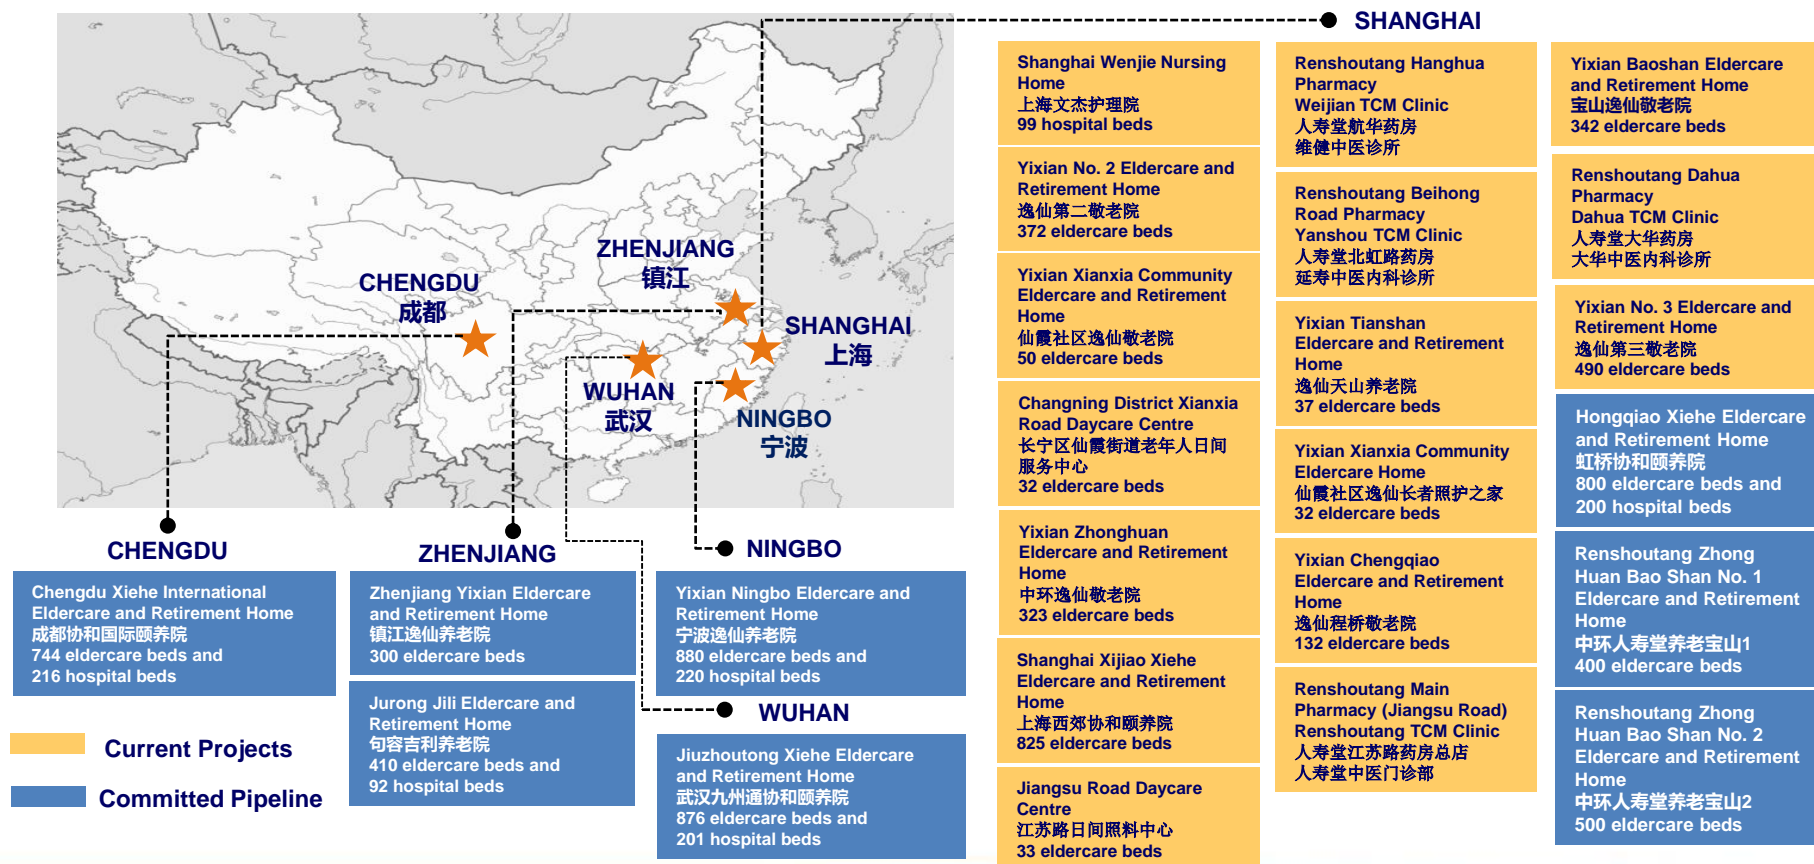 SHANGHAI
ZHENJIANG
镇江
CHENGDU
成都
SHANGHAI
上海
WUHAN
武汉
NINGBO
宁波
CHENGDU
Chengdu Xiehe International
Eldercare and Retirement Home
成都协和国际颐养院
744 eldercare beds and
216 hospital beds
ZHENJIANG
Zhenjiang Yixian Eldercare
and Retirement Home
镇江逸仙养老院
300 eldercare beds
Jurong Jili Eldercare and
Retirement Home
句容吉利养老院
410 eldercare beds and
92 hospital beds
NINGBO
Yixian Ningbo Eldercare and
Retirement Home
宁波逸仙养老院
880 eldercare beds and
220 hospital beds
WUHAN
Jiuzhoutong Xiehe Eldercare
and Retirement Home
武汉九州通协和颐养院
876 eldercare beds and
201 hospital beds
Current Projects
Committed Pipeline
Shanghai Wenjie Nursing
Home
上海文杰护理院
99 hospital beds
Yixian No. 2 Eldercare and
Retirement Home
逸仙第二敬老院
372 eldercare beds
Yixian Xianxia Community
Eldercare and Retirement
Home
仙霞社区逸仙敬老院
50 eldercare beds
Changning District Xianxia
Road Daycare Centre
长宁区仙霞街道老年人日间
服务中心
32 eldercare beds
Yixian Zhonghuan
Eldercare and Retirement
Home
中环逸仙敬老院
323 eldercare beds
Shanghai Xijiao Xiehe
Eldercare and Retirement
Home
上海西郊协和颐养院
825 eldercare beds
Jiangsu Road Daycare
Centre
江苏路日间照料中心
33 eldercare beds
Renshoutang Hanghua
Pharmacy
Weijian TCM Clinic
人寿堂航华药房
维健中医诊所
Renshoutang Beihong
Road Pharmacy
Yanshou TCM Clinic
人寿堂北虹路药房
延寿中医内科诊所
Yixian Tianshan
Eldercare and Retirement
Home
逸仙天山养老院
37 eldercare beds
Yixian Xianxia Community
Eldercare Home
仙霞社区逸仙长者照护之家
32 eldercare beds
Yixian Chengqiao
Eldercare and Retirement
Home
逸仙程桥敬老院
132 eldercare beds
Renshoutang Main
Pharmacy (Jiangsu Road)
Renshoutang TCM Clinic
人寿堂江苏路药房总店
人寿堂中医门诊部
Yixian Baoshan Eldercare
and Retirement Home
宝山逸仙敬老院
342 eldercare beds
Renshoutang Dahua
Pharmacy
Dahua TCM Clinic
人寿堂大华药房
大华中医内科诊所
Yixian No. 3 Eldercare and
Retirement Home
逸仙第三敬老院
490 eldercare beds
Hongqiao Xiehe Eldercare
and Retirement Home
虹桥协和颐养院
800 eldercare beds and
200 hospital beds
Renshoutang Zhong
Huan Bao Shan No. 1
Eldercare and Retirement
Home
中环人寿堂养老宝山1
400 eldercare beds
Renshoutang Zhong
Huan Bao Shan No. 2
Eldercare and Retirement
Home
中环人寿堂养老宝山2
500 eldercare beds